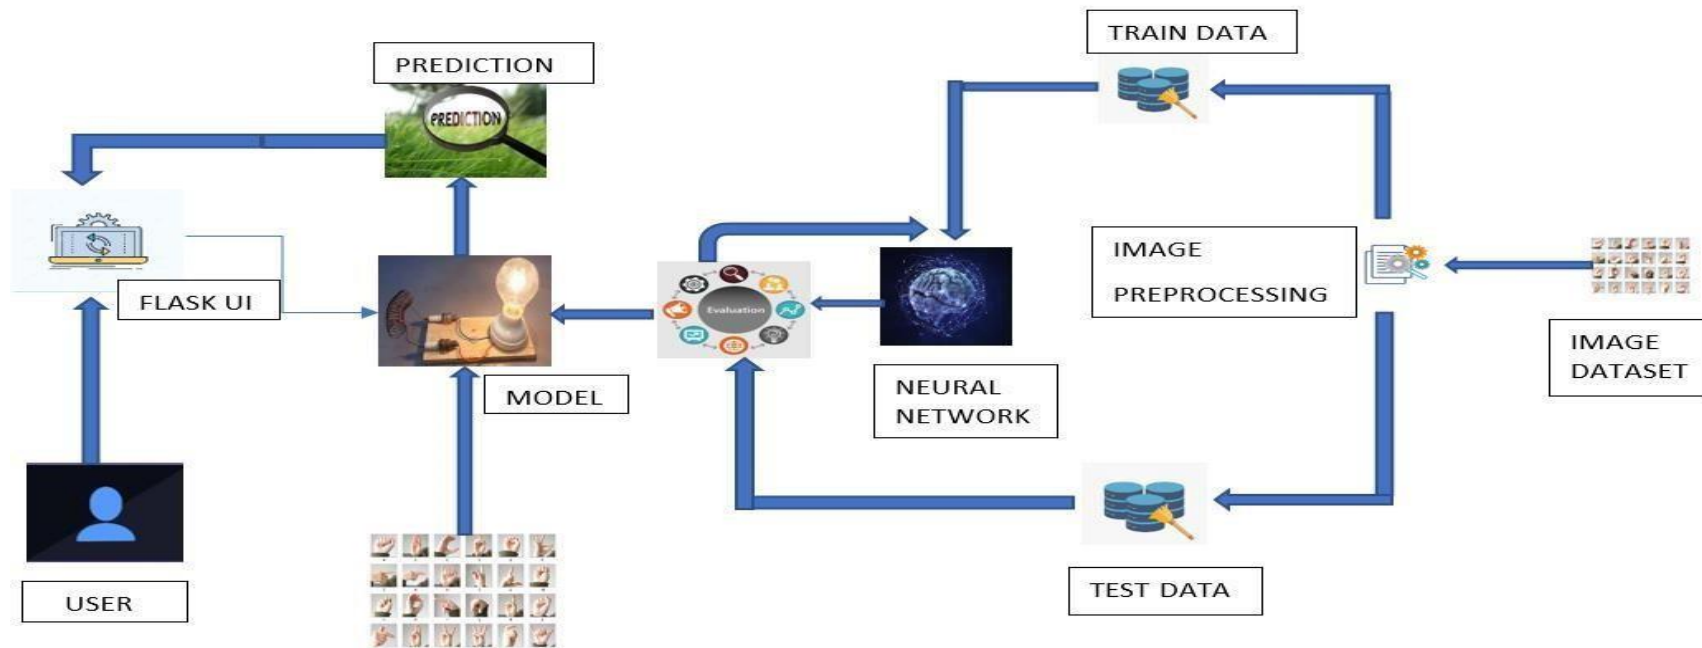 TRAIN DATA
PREDICTION
PREDICTION
IMAGE
PREPROCESSING
FLASK UI
Evaluation
IMAGE
DATASET
MODEL
NEURAL
NETWORK
TEST DATA
USER